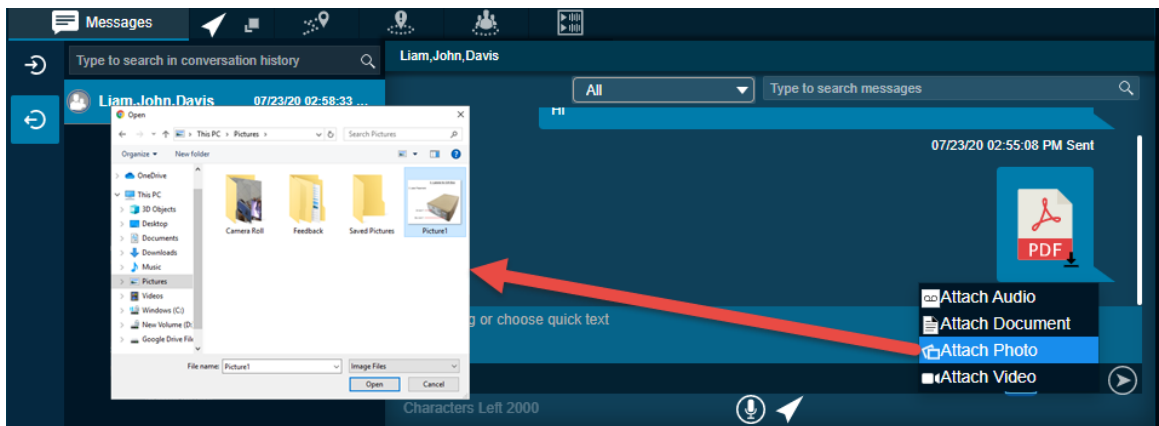 Messages
Type to search in conversation history
Liam,John,Davis
Liam,John,Davis 07/23/20 02:58:33 ...
All
Type to search messages
Hi
07/23/20 02:55:08 PM Sent
PDF
Attach Audio
Attach Document
Attach Photo
Attach Video
g or choose quick text
Characters Left 2000
Open
This PC › Pictures ›
Search Pictures
Organize
New folder
OneDrive
This PC
3D Objects
Desktop
Documents
Downloads
Music
Pictures
Videos
Windows (C:)
New Volume (D:
Google Drive File
Camera Roll
Feedback
Saved Pictures
Picture1
File name: Picture1
Image Files
Open
Cancel